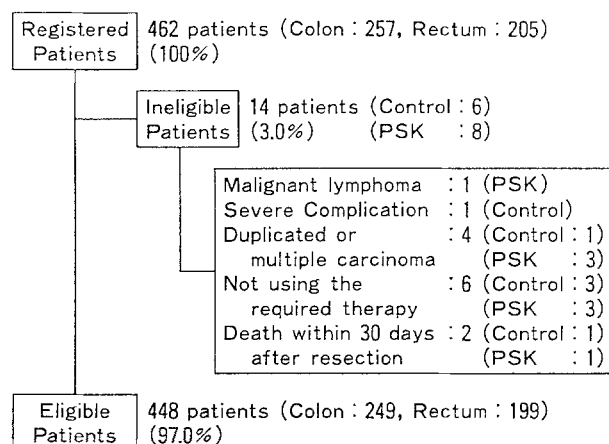 Registered 462 patients (Colon : 257, Rectum : 205)
Patients (100%)
Ineligible 14 patients (Control : 6)
Patients (3.0%) (PSK : 8)
Malignant lymphoma : 1 (PSK)
Severe Complication : 1 (Control)
Duplicated or : 4 (Control : 1)
multiple carcinoma (PSK : 3)
Not using the : 6 (Control : 3)
required therapy (PSK : 3)
Death within 30 days : 2 (Control : 1)
after resection (PSK : 1)
Eligible 448 patients (Colon : 249, Rectum : 199)
Patients (97.0%)